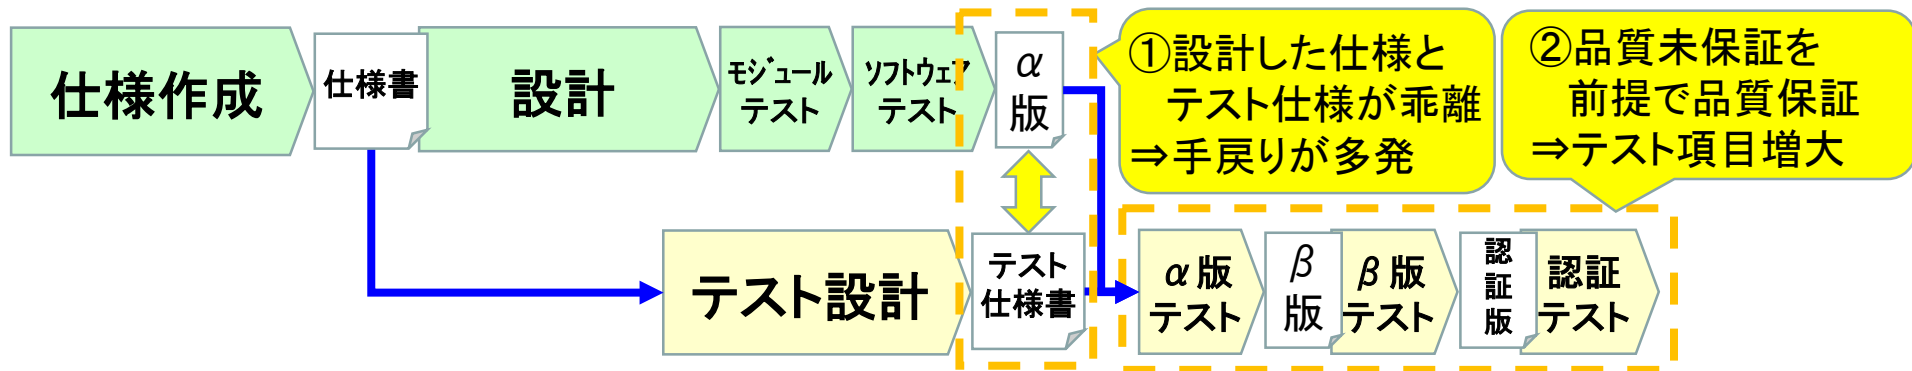 仕様作成
仕様書
設計
モジュール
テスト
ソフトウェア
テスト
α
版
①設計した仕様と
テスト仕様が乖離
⇒手戻りが多発
②品質未保証を
前提で品質保証
⇒テスト項目増大
テスト設計
テスト
仕様書
α版
テスト
β
版
β版
テスト
認
証
版
認証
テスト